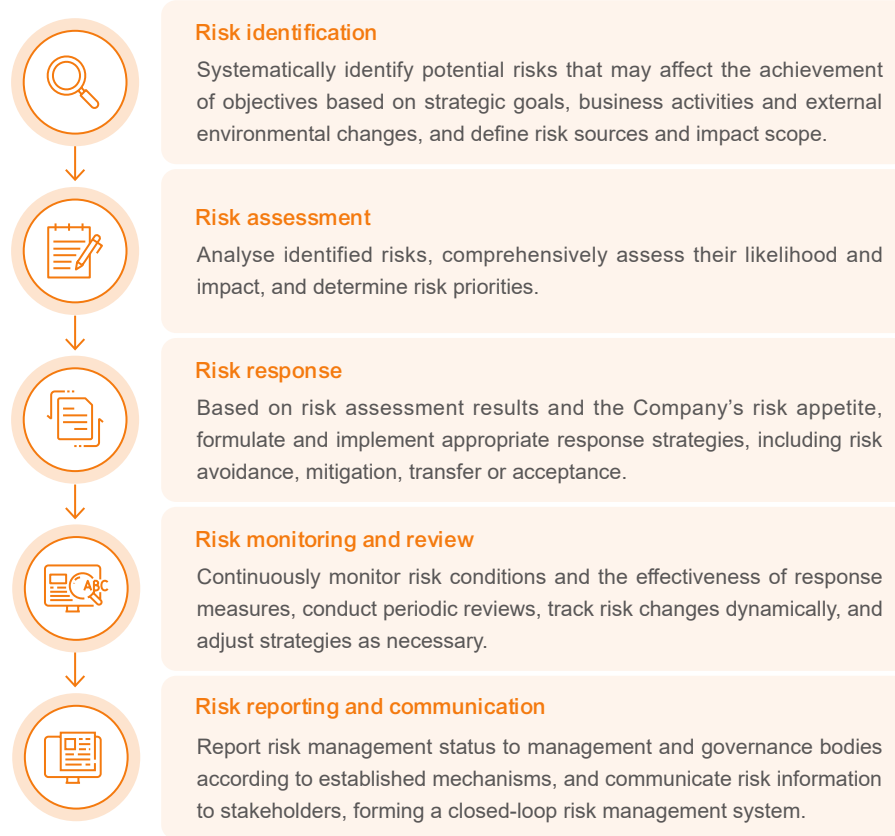 Risk identification
Systematically identify potential risks that may affect the achievement
of objectives based on strategic goals, business activities and external
environmental changes, and define risk sources and impact scope.
Risk assessment
Analyse identified risks, comprehensively assess their likelihood and
impact, and determine risk priorities.
Risk response
Based on risk assessment results and the Company’s risk appetite,
formulate and implement appropriate response strategies, including risk
avoidance, mitigation, transfer or acceptance.
ABC
Risk monitoring and review
Continuously monitor risk conditions and the effectiveness of response
measures, conduct periodic reviews, track risk changes dynamically, and
adjust strategies as necessary.
Risk reporting and communication
Report risk management status to management and governance bodies
according to established mechanisms, and communicate risk information
to stakeholders, forming a closed-loop risk management system.